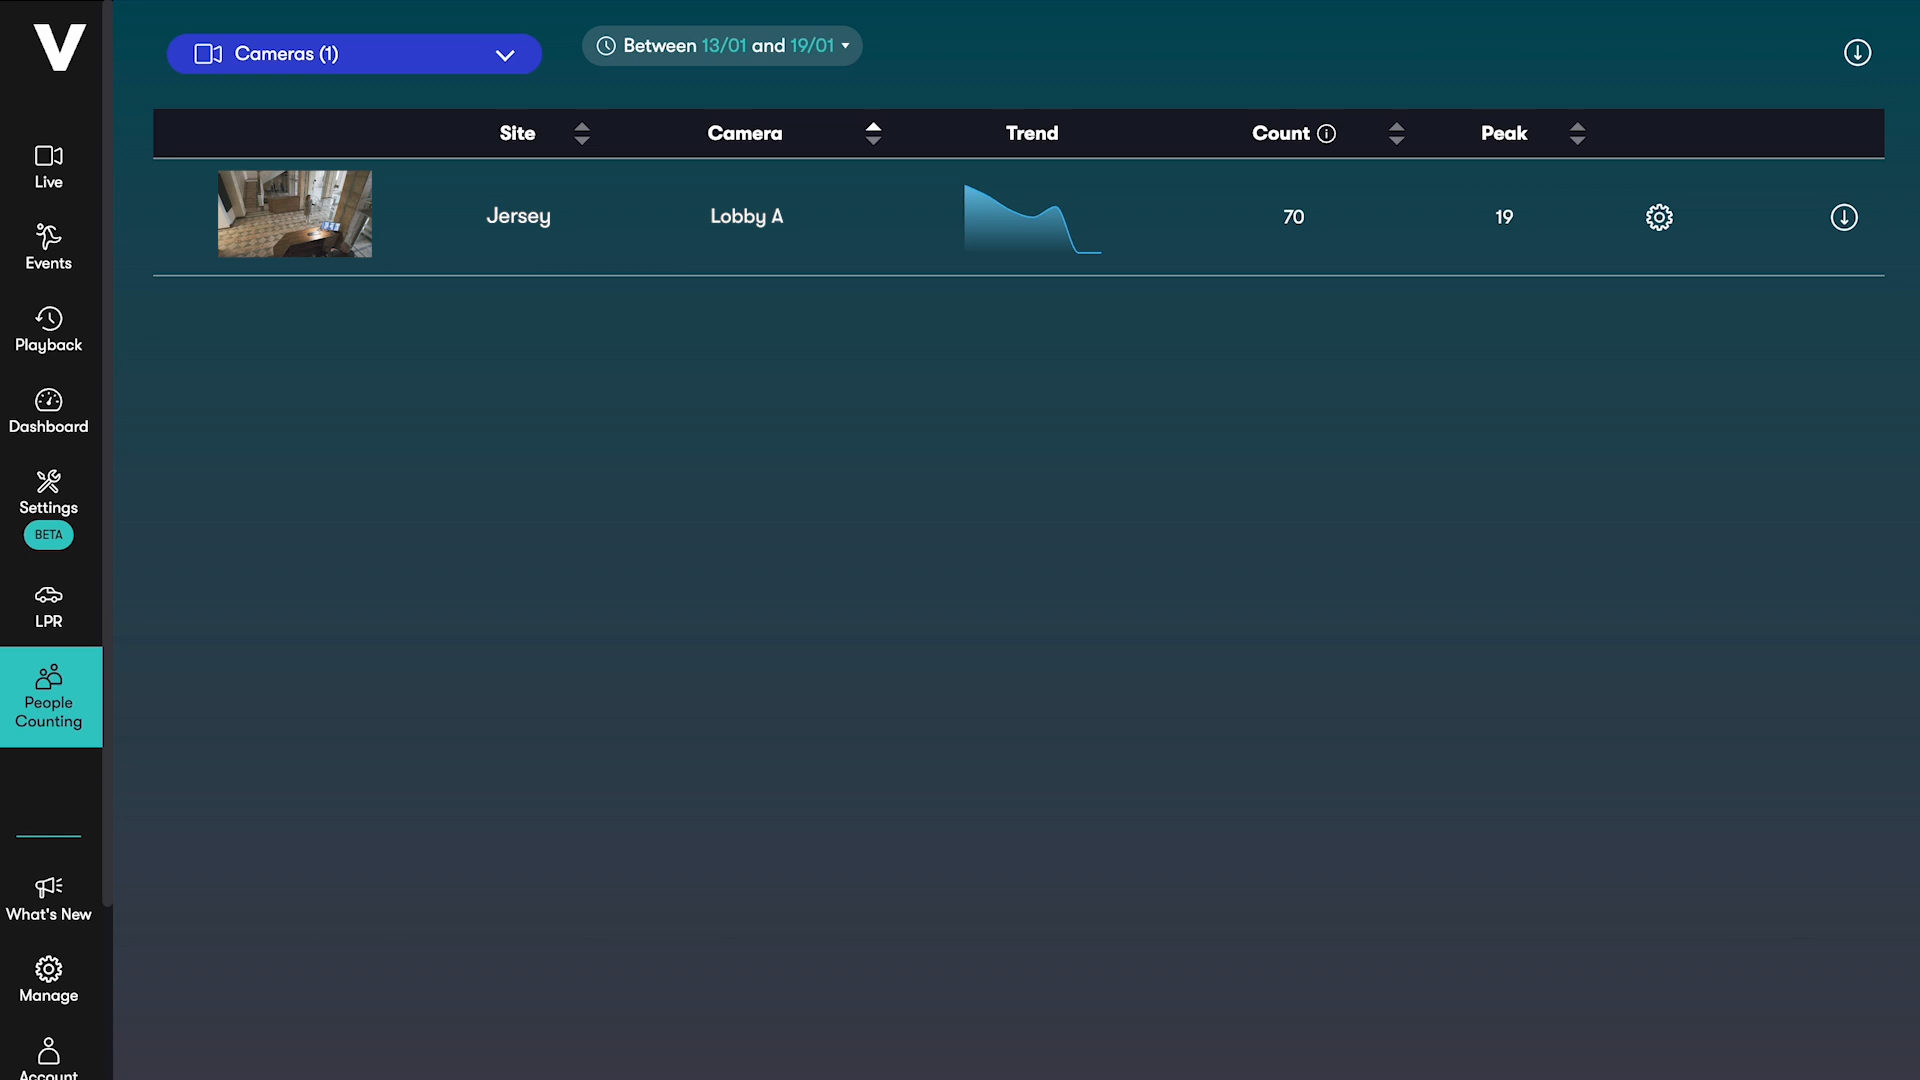 V
Cameras (1)
Between 13/01 and 19/01
Site
Camera
Trend
Count
Peak
Jersey
Lobby A
70
19
Live
Events
Playback
Dashboard
Settings
BETA
LPR
People
Counting
What's New
Manage
Account